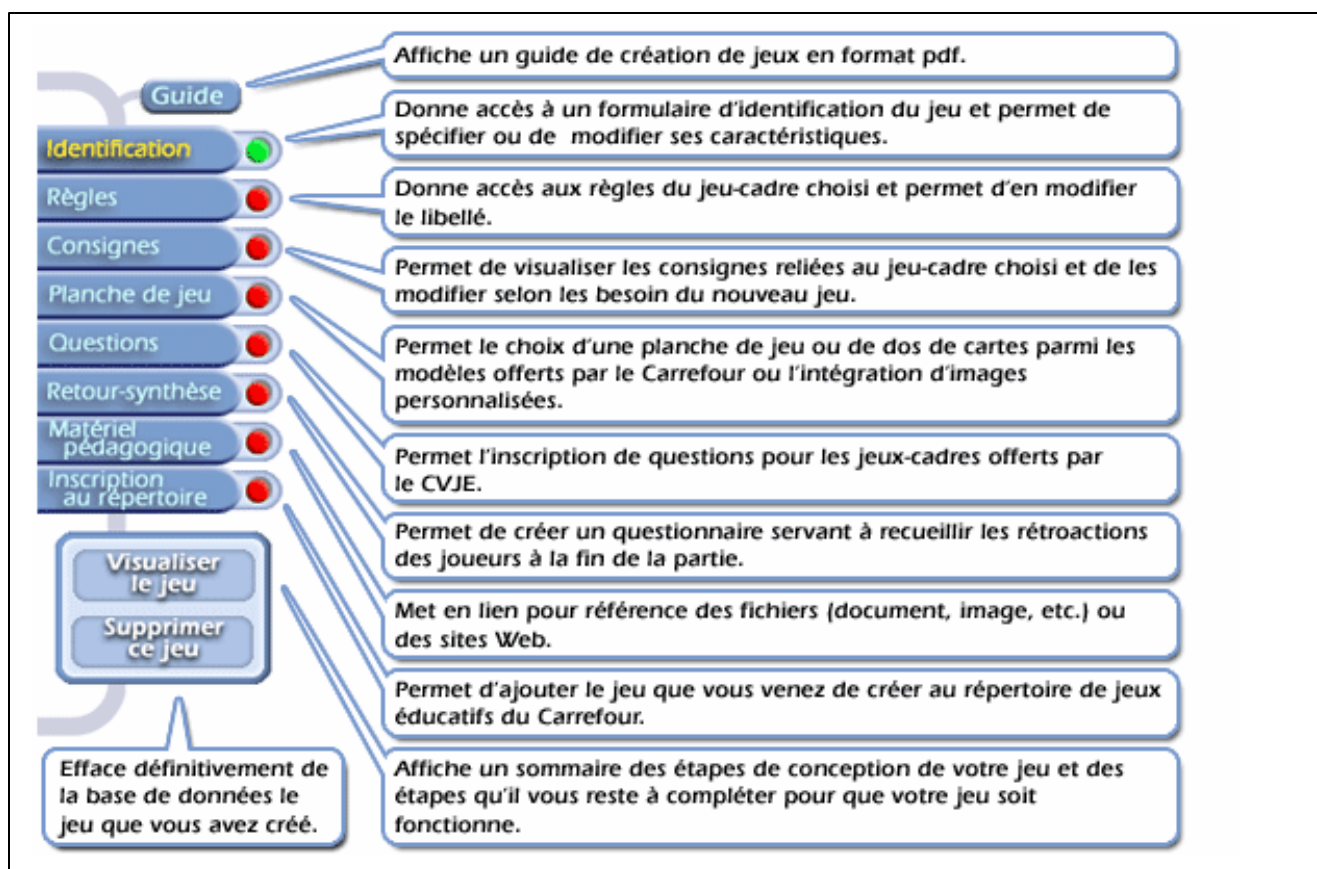 Guide
Affiche un guide de création de jeux en format pdf.
Identification
Donne accès à un formulaire d'identification du jeu et permet de
spécifier ou de modifier ses caractéristiques.
Règles
Donne accès aux règles du jeu-cadre choisi et permet d'en modifier
le libellé.
Consignes
Permet de visualiser les consignes reliées au jeu-cadre choisi et de les
modifier selon les besoin du nouveau jeu.
Planche de jeu
Permet le choix d'une planche de jeu ou de dos de cartes parmi les
modèles offerts par le Carrefour ou l'intégration d'images
personnalisées.
Questions
Permet l'inscription de questions pour les jeux-cadres offerts par
le CVJE.
Retour-synthèse
Permet de créer un questionnaire servant à recueillir les rétroactions
des joueurs à la fin de la partie.
Matériel
pédagogique
Met en lien pour référence des fichiers (document, image, etc.) ou
des sites Web.
Inscription
au répertoire
Permet d'ajouter le jeu que vous venez de créer au répertoire de jeux
éducatifs du Carrefour.
Visualiser
le jeu
Affiche un sommaire des étapes de conception de votre jeu et des
étapes qu'il vous reste à compléter pour que votre jeu soit
fonctionne.
Supprimer
ce jeu
Efface définitivement de
la base de données le
jeu que vous avez créé.